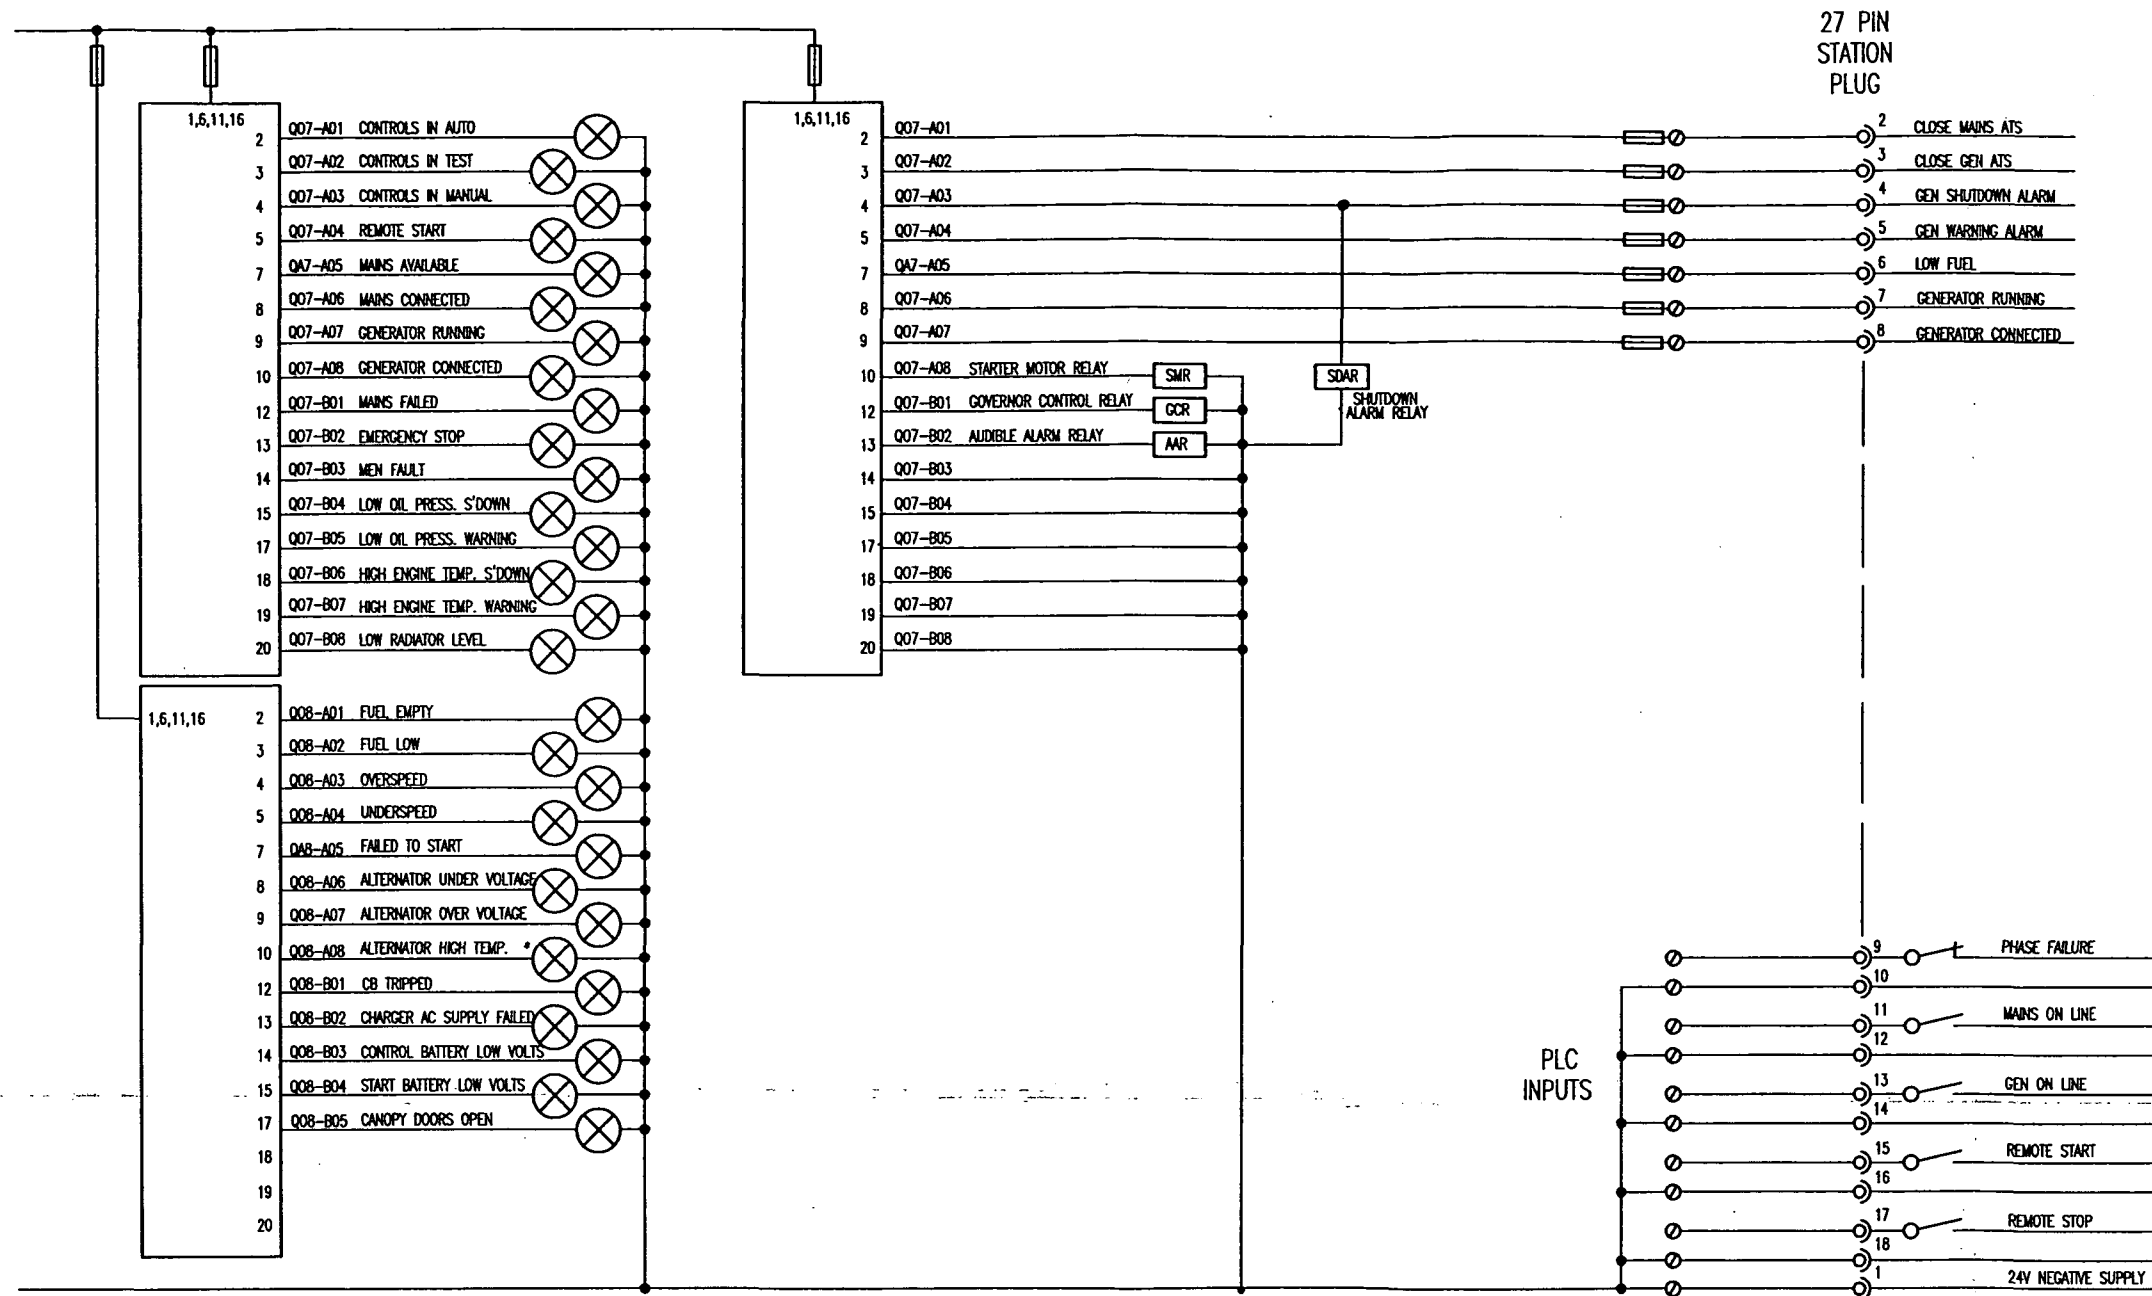 27 PIN
STATION
PLUG
1,6,11,16
2 Q07-A01 CONTROLS IN AUTO
3 Q07-A02 CONTROLS IN TEST
4 Q07-A03 CONTROLS IN MANUAL
5 Q07-A04 REMOTE START
7 QA7-A05 MAINS AVAILABLE
8 Q07-A06 MAINS CONNECTED
9 Q07-A07 GENERATOR RUNNING
10 Q07-A08 GENERATOR CONNECTED
12 Q07-B01 MAINS FAILED
13 Q07-B02 EMERGENCY STOP
14 Q07-B03 MEN FAULT
15 Q07-B04 LOW OIL PRESS. S'DOWN
17 Q07-B05 LOW OIL PRESS. WARNING
18 Q07-B06 HIGH ENGINE TEMP. S'DOWN
19 Q07-B07 HIGH ENGINE TEMP. WARNING
20 Q07-B08 LOW RADIATOR LEVEL
1,6,11,16
2 Q08-A01 FUEL EMPTY
3 Q08-A02 FUEL LOW
4 Q08-A03 OVERSPEED
5 Q08-A04 UNDERSPEED
7 QA8-A05 FAILED TO START
8 Q08-A06 ALTERNATOR UNDER VOLTAGE
9 Q08-A07 ALTERNATOR OVER VOLTAGE
10 Q08-A08 ALTERNATOR HIGH TEMP. *
12 Q08-B01 CB TRIPPED
13 Q08-B02 CHARGER AC SUPPLY FAILED
14 Q08-B03 CONTROL BATTERY LOW VOLTS
15 Q08-B04 START BATTERY LOW VOLTS
17 Q08-B05 CANOPY DOORS OPEN
18
19
20
1,6,11,16
2 Q07-A01
3 Q07-A02
4 Q07-A03
5 Q07-A04
7 QA7-A05
8 Q07-A06
9 Q07-A07
10 Q07-A08 STARTER MOTOR RELAY SMR
12 Q07-B01 GOVERNOR CONTROL RELAY GCR
13 Q07-B02 AUDIBLE ALARM RELAY AAR
14 Q07-B03
15 Q07-B04
17 Q07-B05
18 Q07-B06
19 Q07-B07
20 Q07-B08
SDAR
SHUTDOWN
ALARM RELAY
2 CLOSE MAINS ATS
3 CLOSE GEN ATS
4 GEN SHUTDOWN ALARM
5 GEN WARNING ALARM
6 LOW FUEL
7 GENERATOR RUNNING
8 GENERATOR CONNECTED
PLC
INPUTS
9 PHASE FAILURE
10
11 MAINS ON LINE
12
13 GEN ON LINE
14
15 REMOTE START
16
17 REMOTE STOP
18
1 24V NEGATIVE SUPPLY